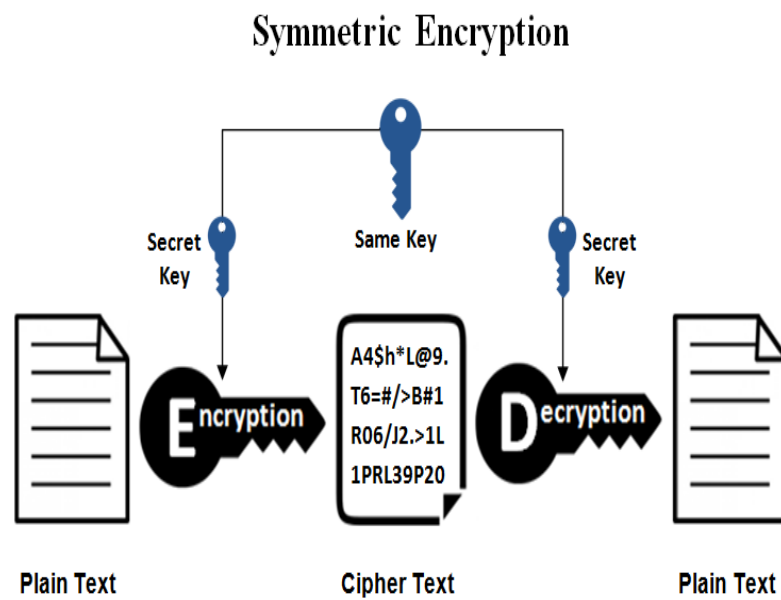 Symmetric Encryption
Same Key
Secret
Key
Secret
Key
Encryption
A4$h*L@9.
T6=#/>B#1
R06/J2.>1L
1PRL39P20
Decryption
Plain Text
Cipher Text
Plain Text